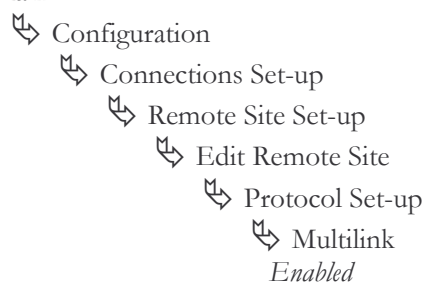 Configuration
Connections Set-up
Remote Site Set-up
Edit Remote Site
Protocol Set-up
Multilink
Enabled